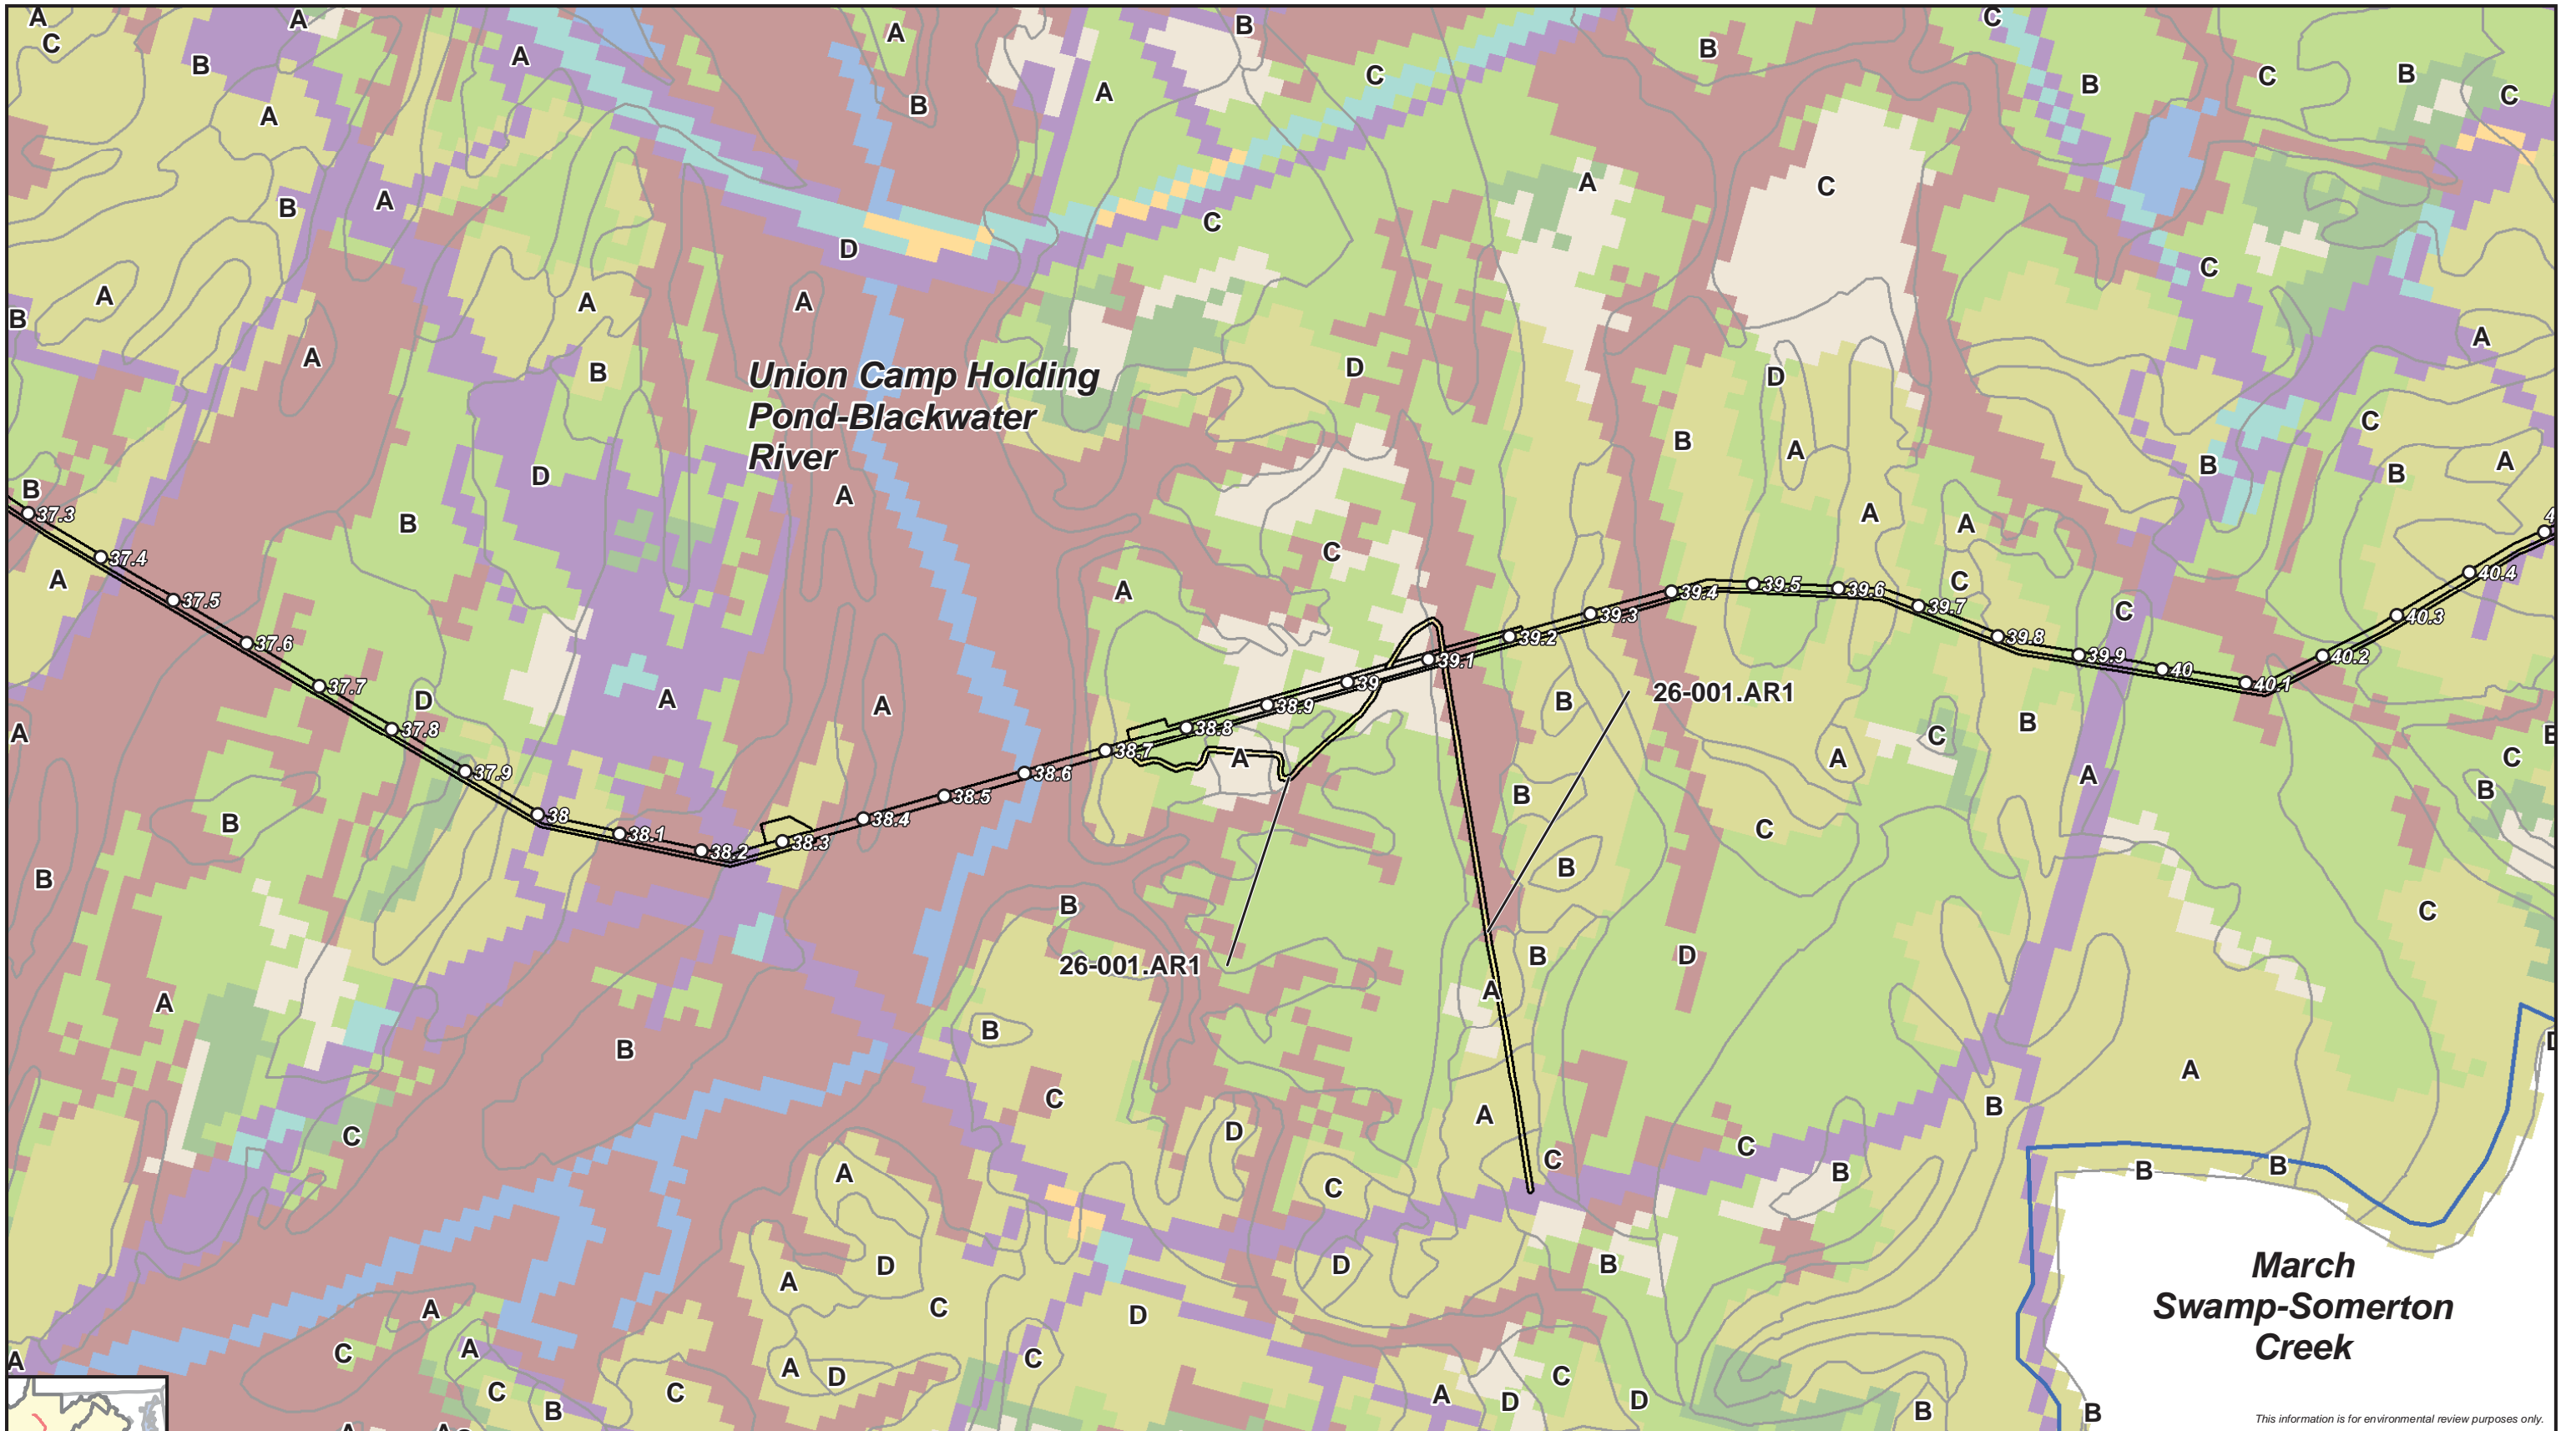 A
C
A
B
A
A
B
A
B
C
A
B
C
C
B
C
B
C
B
A
A
C
B
D
C
C
A
B
A
A
A
A
B
D
D
C
A
Union Camp Holding
Pond-Blackwater
River
B
D
A
B
A
B
B
A
B
37.3
37.4
37.5
37.6
37.7
37.8
37.9
38
38.1
38.2
38.3
38.4
38.5
38.6
38.7
38.8
38.9
39
39.1
39.2
39.3
39.4
39.5
39.6
39.7
39.8
39.9
40
40.1
40.2
40.3
40.4
4
A
A
C
A
A
C
C
D
A
A
A
A
B
26-001.AR1
A
C
B
A
C
B
B
B
B
B
C
C
B
26-001.AR1
B
D
A
B
A
B
C
C
A
D
C
A
C
C
B
B
A
B
B
B
A
D
D
B
March
Swamp-Somerton
Creek
A
C
D
A
A
C
C
A
D
C
C
B
C
A
D
D
B
B
This information is for environmental review purposes only.